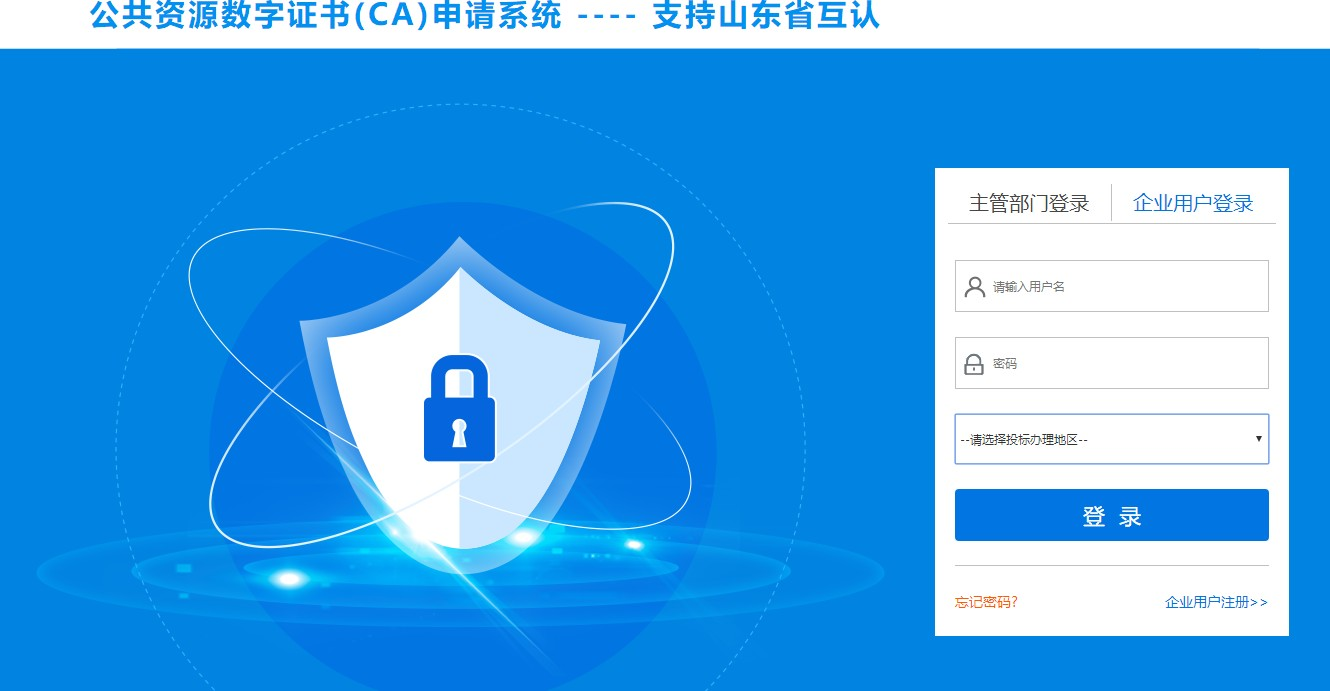 公共资源数字证书(CA)申请系统 ---- 支持山东省互认
主管部门登录 企业用户登录
请输入用户名
密码
--请选择投标办理地区--
登 录
忘记密码? 企业用户注册>>